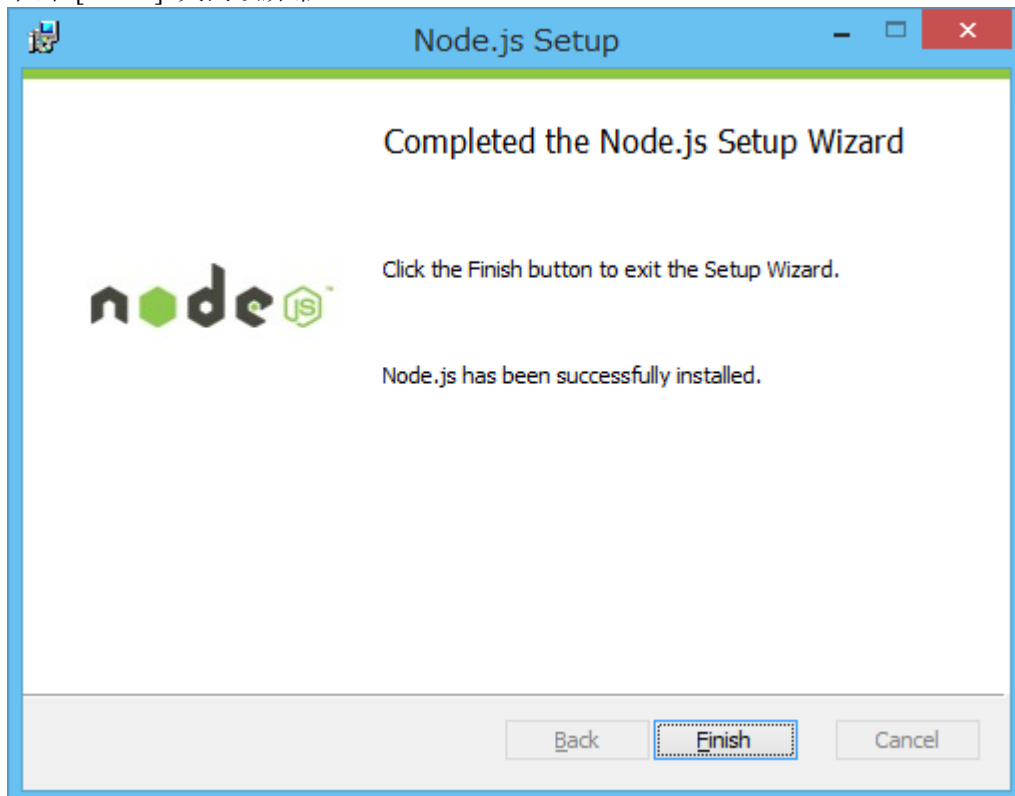 Node.js Setup
Completed the Node.js Setup Wizard
Click the Finish button to exit the Setup Wizard.
node JS
Node.js has been successfully installed.
Back Finish Cancel